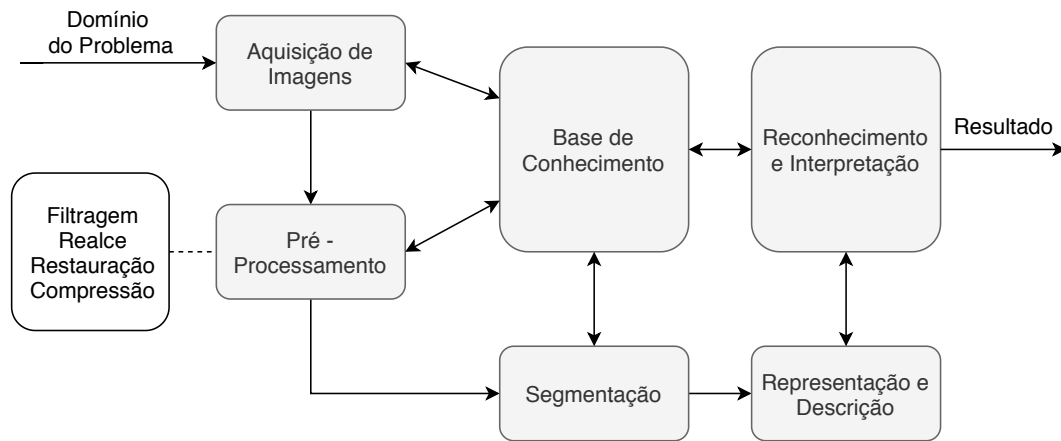 Domínio
do Problema
Aquisição de
Imagens
Base de
Conhecimento
Reconhecimento
e Interpretação
Resultado
Filtragem
Realce
Restauração
Compressão
Pré -
Processamento
Segmentação
Representação e
Descrição